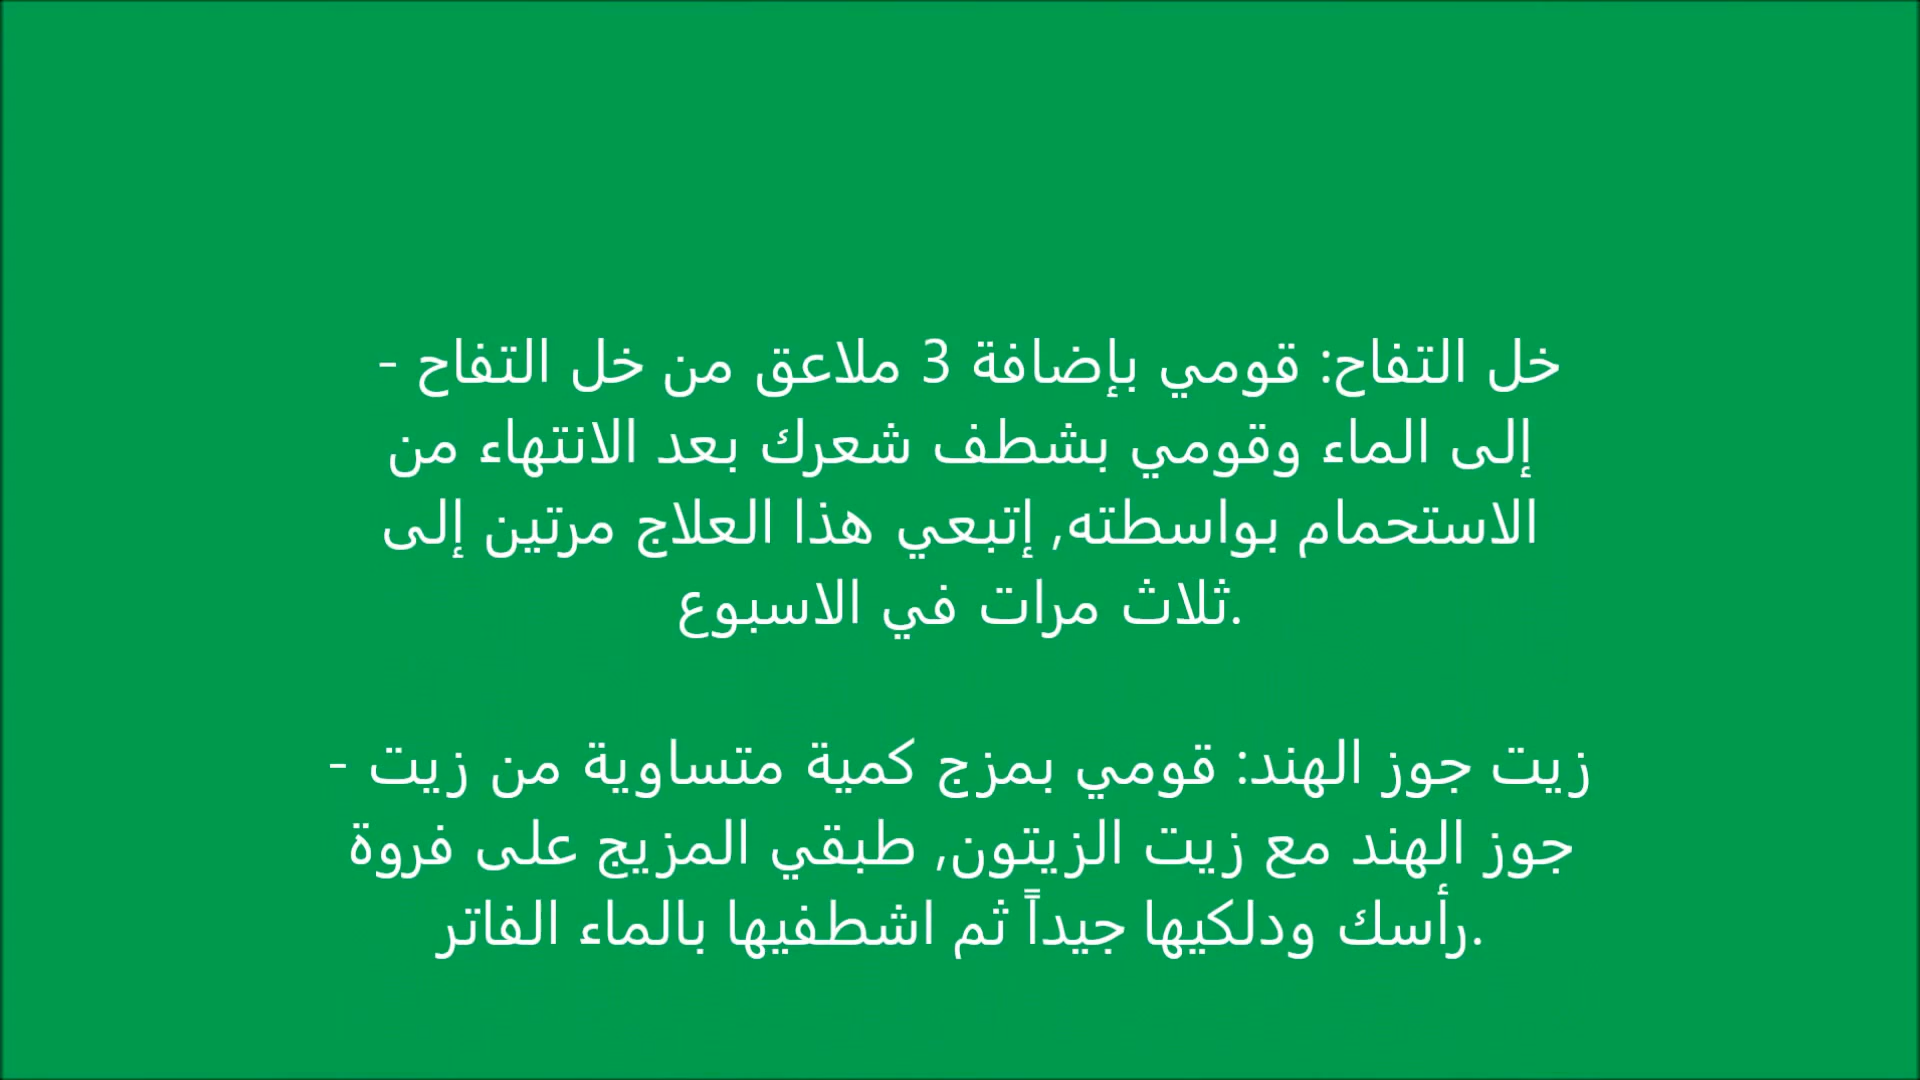 خل التفاح: قومي بإضافة 3 ملاعق من خل التفاح -
إلى الماء وقومي بشطف شعرك بعد الانتهاء من
الاستحمام بواسطته, إتبعي هذا العلاج مرتين إلى
.ثلاث مرات في الاسبوع
زيت جوز الهند: قومي بمزج كمية متساوية من زيت -
جوز الهند مع زيت الزيتون, طبقي المزيج على فروة
.رأسك ودلكيها جيداً ثم اشطفيها بالماء الفاتر